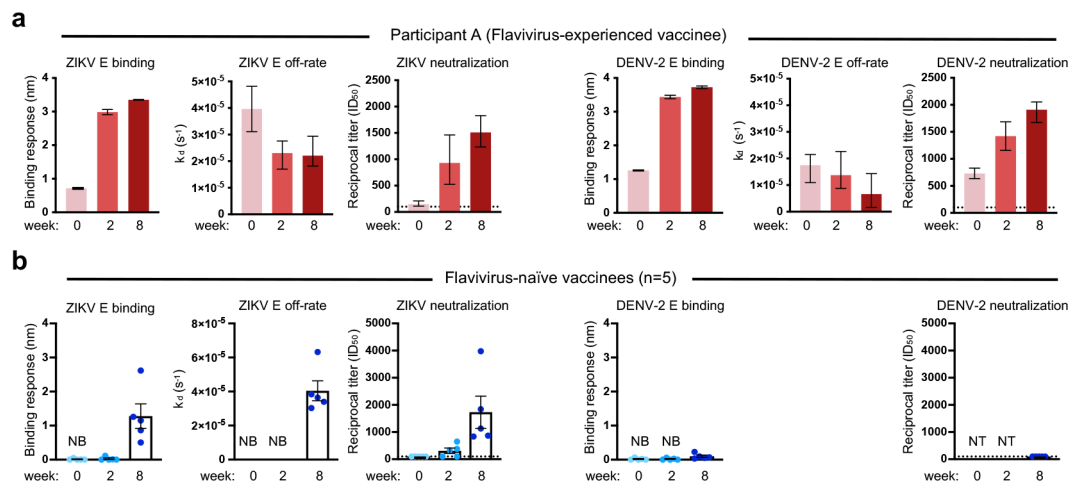 a
Participant A (Flavivirus-experienced vaccinee)
ZIKV E binding
Binding response (nm)
4
3
2
1
0
week: 0 2 8
ZIKV E off-rate
k_d (s⁻¹)
5×10⁻⁵
4×10⁻⁵
3×10⁻⁵
2×10⁻⁵
1×10⁻⁵
0
0 2 8
ZIKV neutralization
Reciprocal titer (ID₅₀)
2500
2000
1500
1000
500
0
0 2 8
DENV-2 E binding
Binding response (nm)
4
3
2
1
0
week: 0 2 8
DENV-2 E off-rate
k_d (s⁻¹)
5×10⁻⁵
4×10⁻⁵
3×10⁻⁵
2×10⁻⁵
1×10⁻⁵
0
0 2 8
DENV-2 neutralization
Reciprocal titer (ID₅₀)
2500
2000
1500
1000
500
0
0 2 8
b
Flavivirus-naïve vaccinees (n=5)
ZIKV E binding
Binding response (nm)
4
3
2
1
0
NB
week: 0 2 8
ZIKV E off-rate
k_d (s⁻¹)
8×10⁻⁵
6×10⁻⁵
4×10⁻⁵
2×10⁻⁵
0
NB NB
0 2 8
ZIKV neutralization
Reciprocal titer (ID₅₀)
5000
4000
3000
2000
1000
0
0 2 8
DENV-2 E binding
Binding response (nm)
4
3
2
1
0
NB NB
week: 0 2 8
DENV-2 neutralization
Reciprocal titer (ID₅₀)
5000
4000
3000
2000
1000
0
NT NT
0 2 8